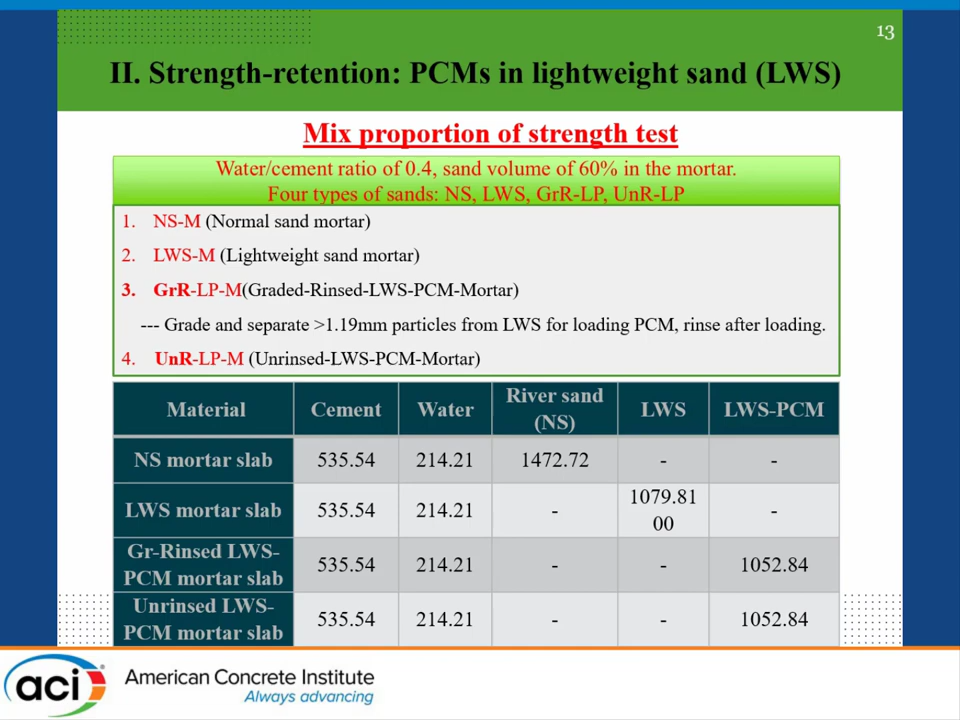 13
II. Strength-retention: PCMs in lightweight sand (LWS)
Mix proportion of strength test
Water/cement ratio of 0.4, sand volume of 60% in the mortar.
Four types of sands: NS, LWS, GrR-LP, UnR-LP
1. NS-M (Normal sand mortar)
2. LWS-M (Lightweight sand mortar)
3. GrR-LP-M(Graded-Rinsed-LWS-PCM-Mortar)
--- Grade and separate >1.19mm particles from LWS for loading PCM, rinse after loading.
4. UnR-LP-M (Unrinsed-LWS-PCM-Mortar)
Material Cement Water River sand (NS) LWS LWS-PCM
NS mortar slab 535.54 214.21 1472.72 - -
LWS mortar slab 535.54 214.21 - 1079.8100 -
Gr-Rinsed LWS-PCM mortar slab 535.54 214.21 - - 1052.84
Unrinsed LWS-PCM mortar slab 535.54 214.21 - - 1052.84
aci American Concrete Institute
Always advancing